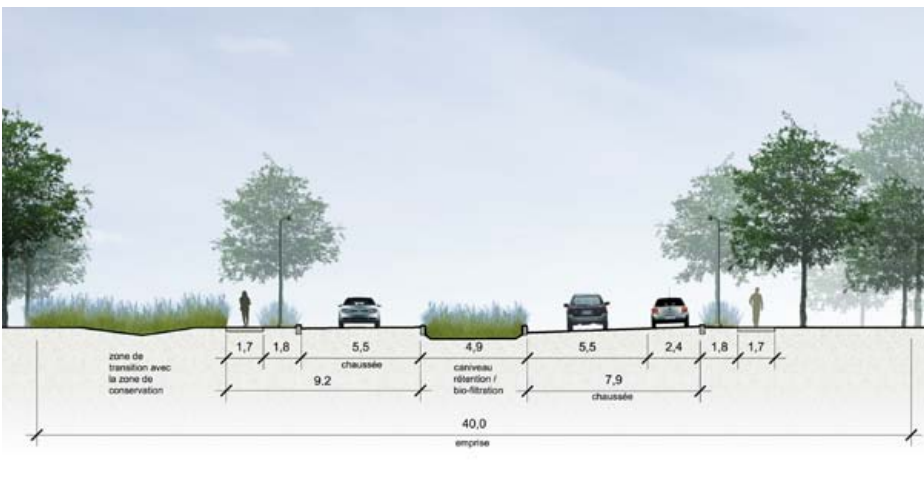 1,7 1,8 5,5 4,9 5,5 2,4 1,8 1,7
zone de
transition avec
la zone de
conservation
chaussée
9.2
caniveau
rétention /
bio-filtration
7,9
chaussée
40,0
emprise